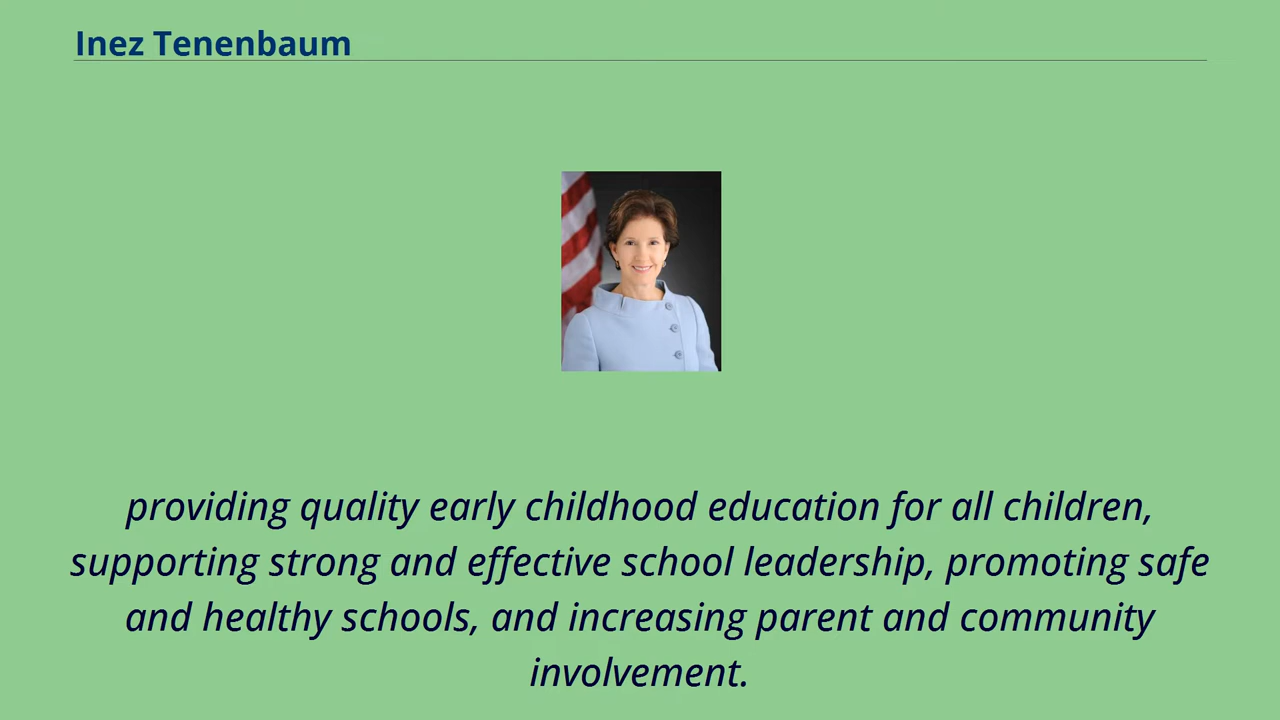 Inez Tenenbaum
providing quality early childhood education for all children,
supporting strong and effective school leadership, promoting safe
and healthy schools, and increasing parent and community
involvement.